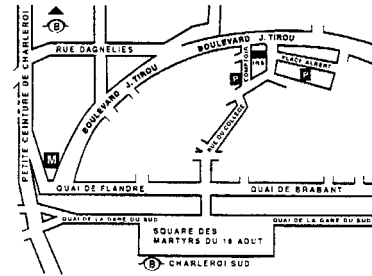 B
RUE DAGNELIES
BOULEVARD J. TIROU
BOULEVARD J. TIROU
COMPTOIR
PLACE ALBERT
P
P
PETITE CEINTURE DE CHARLEROI
RUE DU COLLEGE
M
QUAI DE FLANDRE
QUAI DE BRABANT
QUAI DE LA GARE DU SUD
QUAI DE LA GARE DU SUD
SQUARE DES
MARTYRS DU 18 AOUT
B CHARLEROI SUD